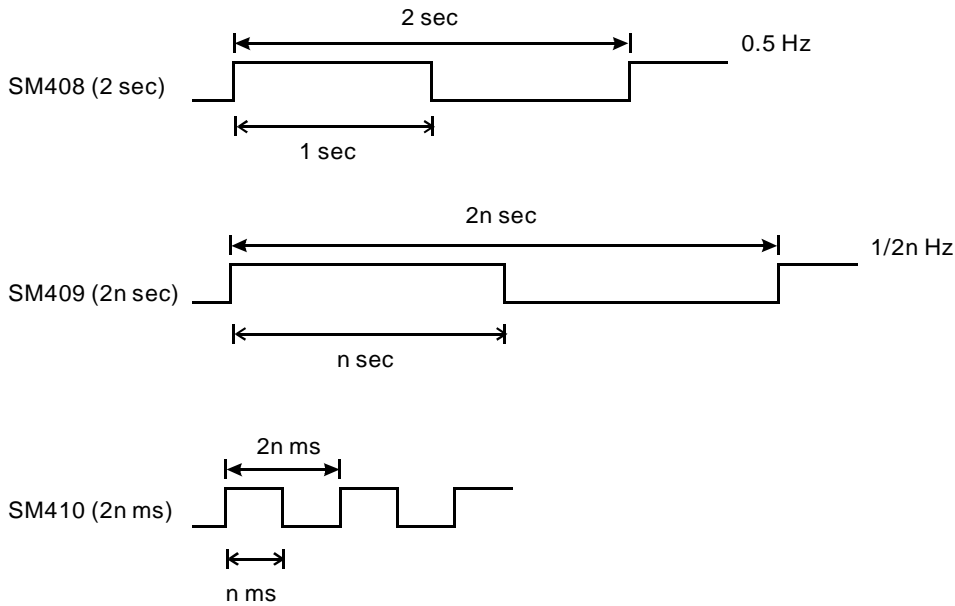 2 sec
0.5 Hz
SM408 (2 sec)
1 sec
2n sec
1/2n Hz
SM409 (2n sec)
n sec
2n ms
SM410 (2n ms)
n ms